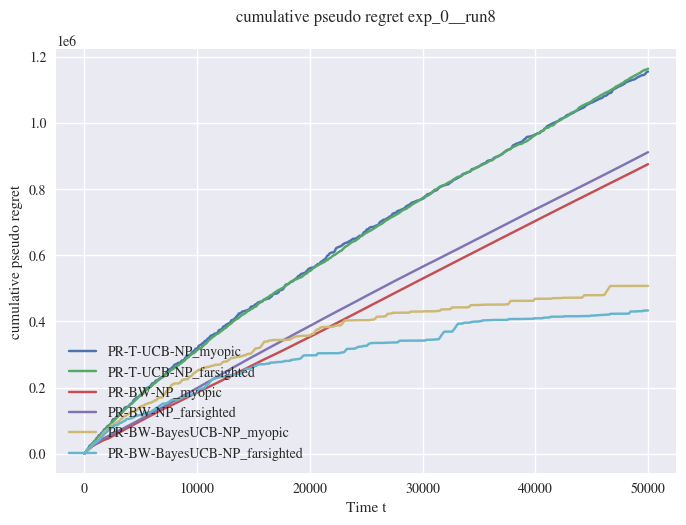 cumulative pseudo regret exp_0__run8
1e6
1.2
1.0
0.8
0.6
0.4
0.2
0.0
cumulative pseudo regret
PR-T-UCB-NP_myopic
PR-T-UCB-NP_farsighted
PR-BW-NP_myopic
PR-BW-NP_farsighted
PR-BW-BayesUCB-NP_myopic
PR-BW-BayesUCB-NP_farsighted
0 10000 20000 30000 40000 50000
Time t